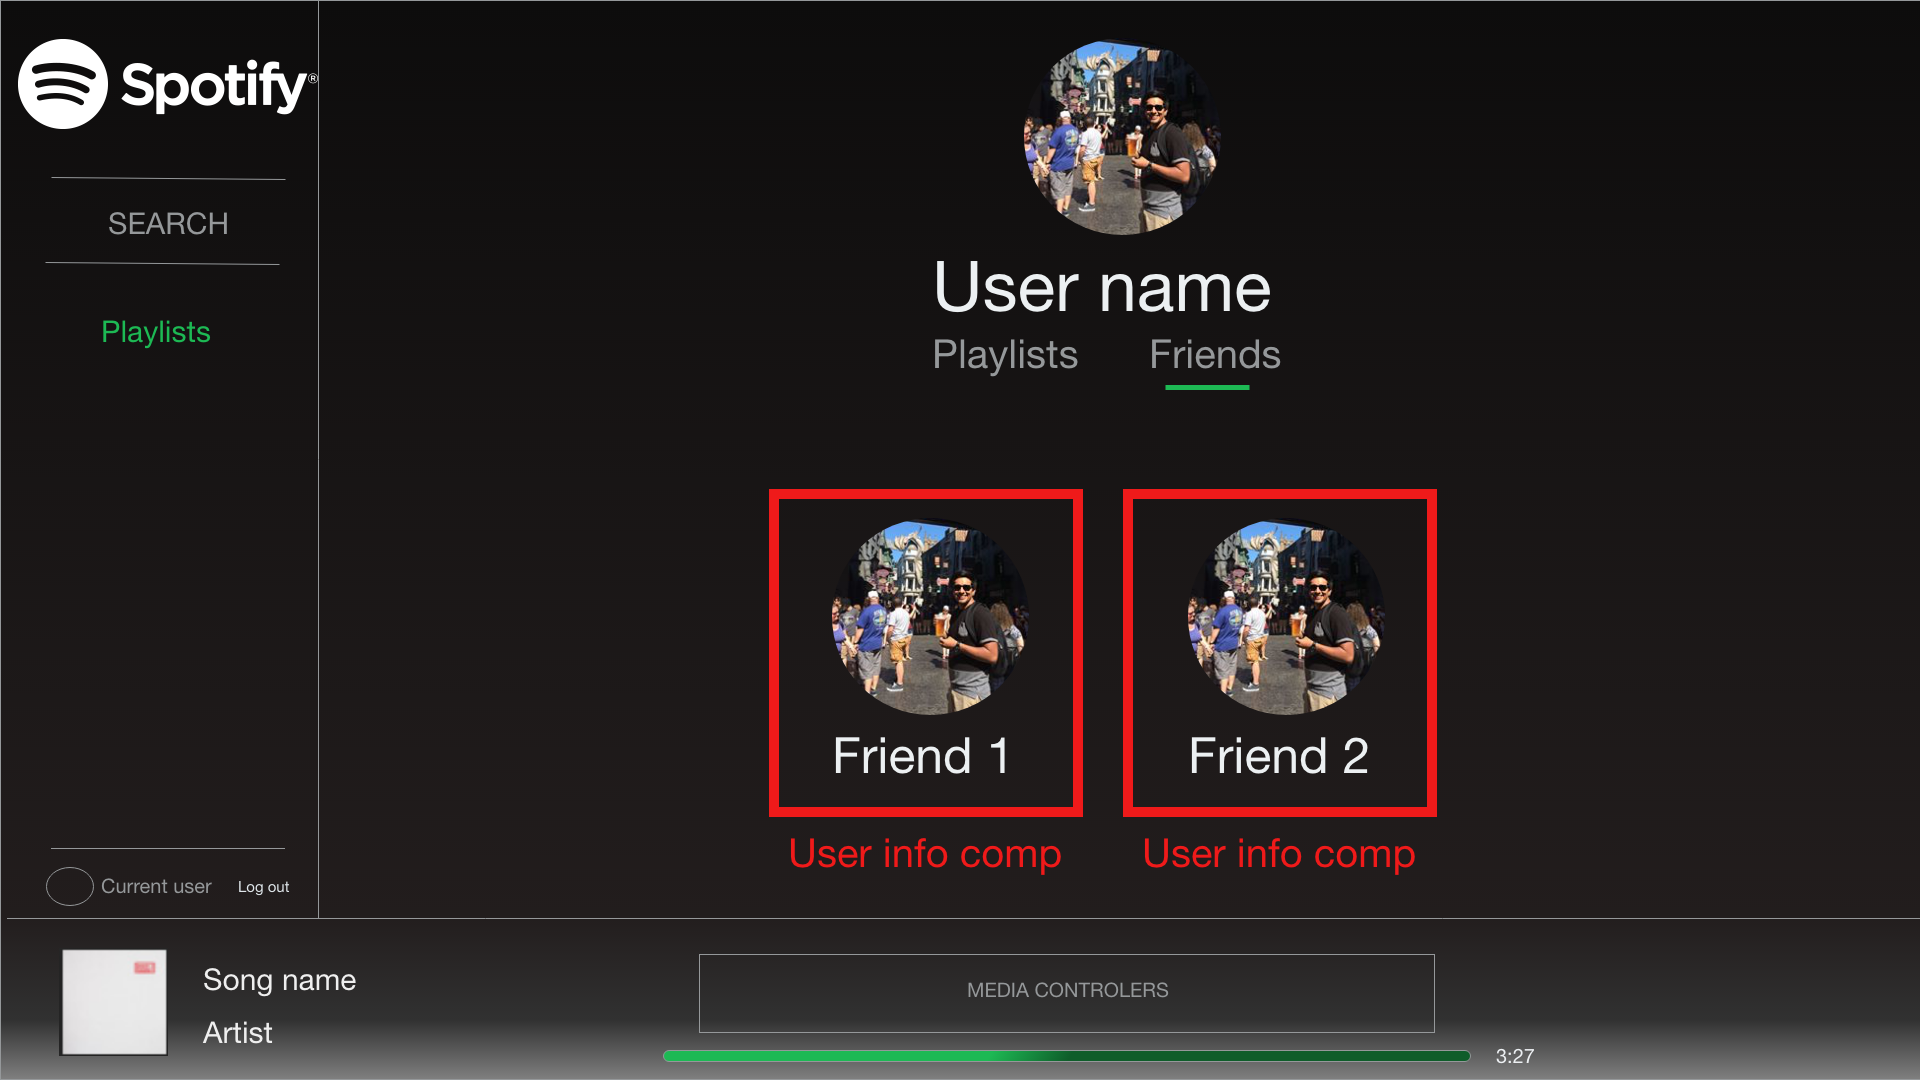 Spotify®
SEARCH
Playlists
User name
Playlists Friends
Friend 1 Friend 2
User info comp User info comp
Current user Log out
Song name
Artist
MEDIA CONTROLERS
3:27